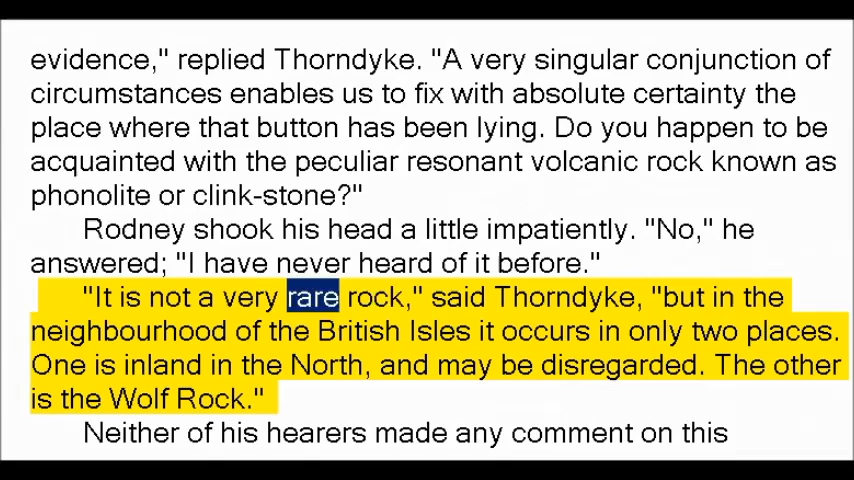 evidence," replied Thorndyke. "A very singular conjunction of
circumstances enables us to fix with absolute certainty the
place where that button has been lying. Do you happen to be
acquainted with the peculiar resonant volcanic rock known as
phonolite or clink-stone?"
Rodney shook his head a little impatiently. "No," he
answered; "I have never heard of it before."
"It is not a very rare rock," said Thorndyke, "but in the
neighbourhood of the British Isles it occurs in only two places.
One is inland in the North, and may be disregarded. The other
is the Wolf Rock."
Neither of his hearers made any comment on this